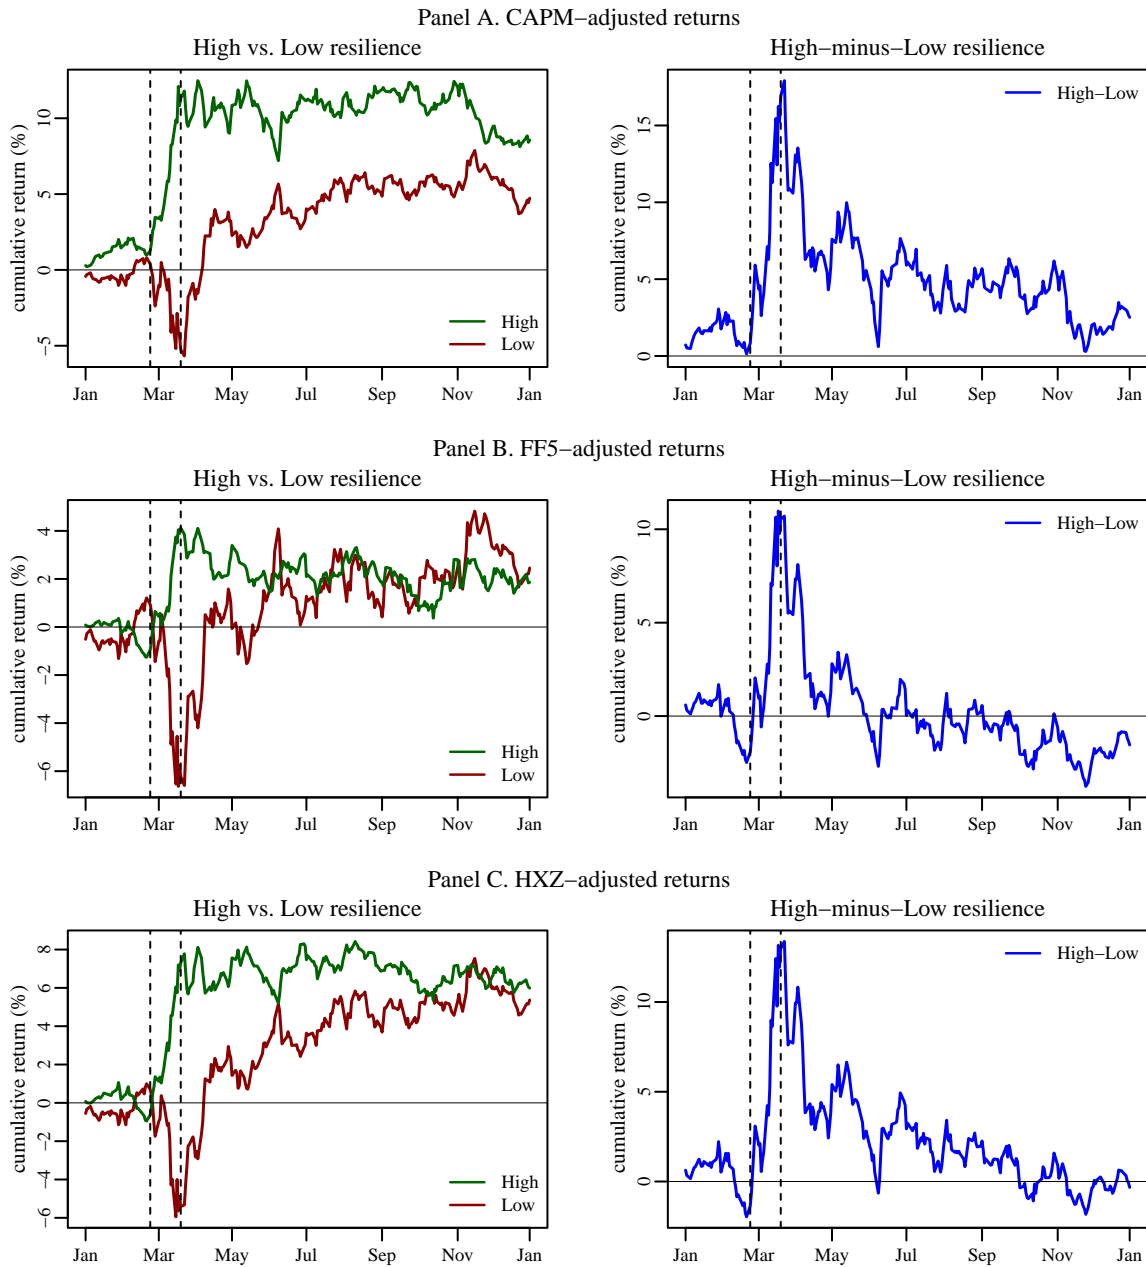 Panel A. CAPM−adjusted returns
High vs. Low resilience
cumulative return (%)
10
5
0
−5
High
Low
Jan Mar May Jul Sep Nov Jan
High−minus−Low resilience
cumulative return (%)
15
10
5
0
High−Low
Jan Mar May Jul Sep Nov Jan
Panel B. FF5−adjusted returns
High vs. Low resilience
cumulative return (%)
4
2
0
−2
−4
−6
High
Low
Jan Mar May Jul Sep Nov Jan
High−minus−Low resilience
cumulative return (%)
10
5
0
High−Low
Jan Mar May Jul Sep Nov Jan
Panel C. HXZ−adjusted returns
High vs. Low resilience
cumulative return (%)
8
6
4
2
0
−2
−4
−6
High
Low
Jan Mar May Jul Sep Nov Jan
High−minus−Low resilience
cumulative return (%)
10
5
0
High−Low
Jan Mar May Jul Sep Nov Jan